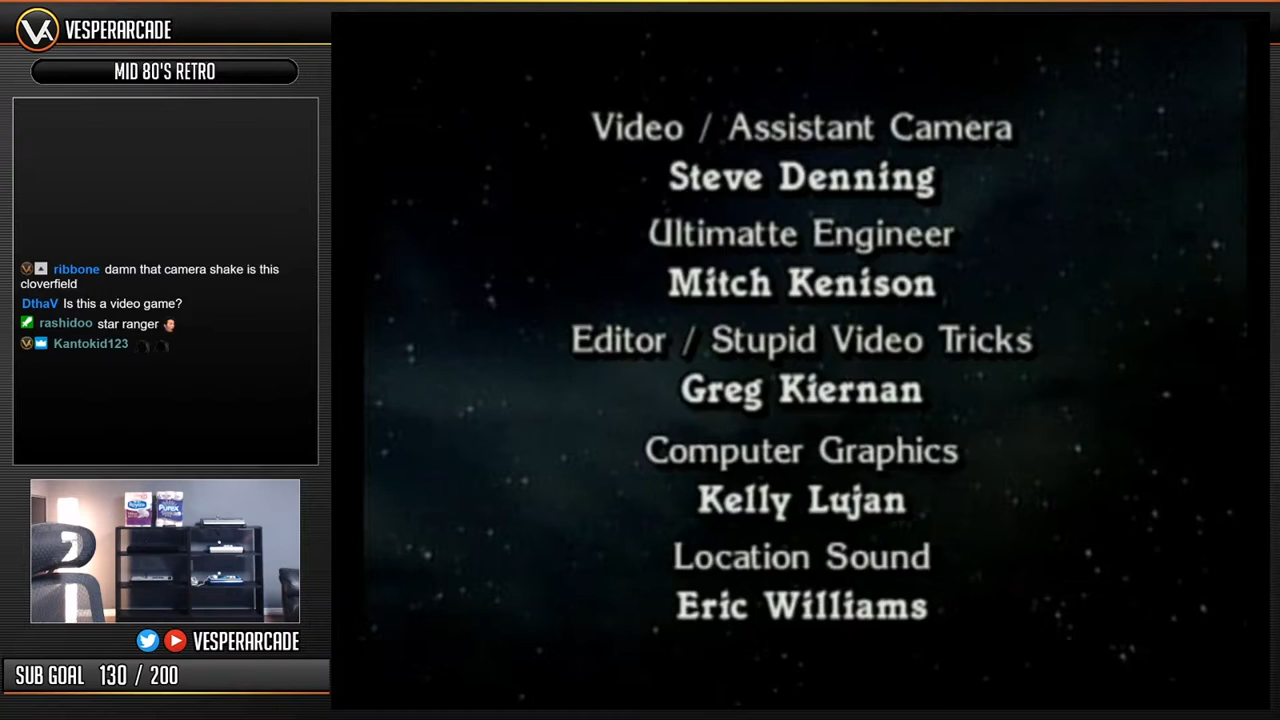 VESPERARCADE
MID 80'S RETRO
ribbone damn that camera shake is this
cloverfield
DthaV Is this a video game?
rashidoo star ranger
Kantokid123
Purex
VESPERARCADE
SUB GOAL 130 / 200
Video / Assistant Camera
Steve Denning
Ultimatte Engineer
Mitch Kenison
Editor / Stupid Video Tricks
Greg Kiernan
Computer Graphics
Kelly Lujan
Location Sound
Eric Williams